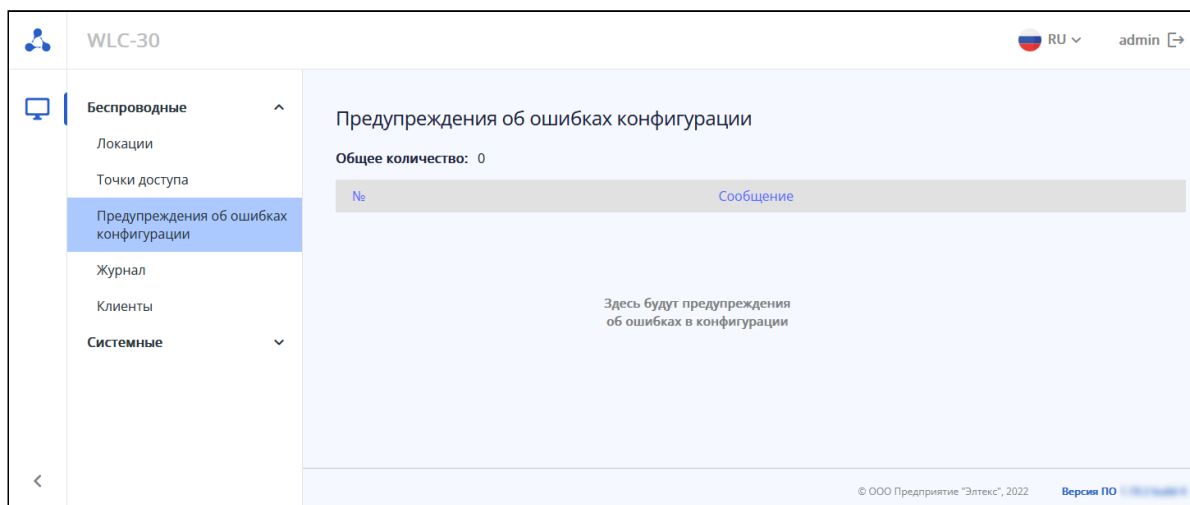 WLC-30
RU
admin
Беспроводные
Локации
Точки доступа
Предупреждения об ошибках
конфигурации
Журнал
Клиенты
Системные
Предупреждения об ошибках конфигурации
Общее количество: 0
№ Сообщение
Здесь будут предупреждения
об ошибках в конфигурации
© ООО Предприятие "Элтекс", 2022 Версия ПО